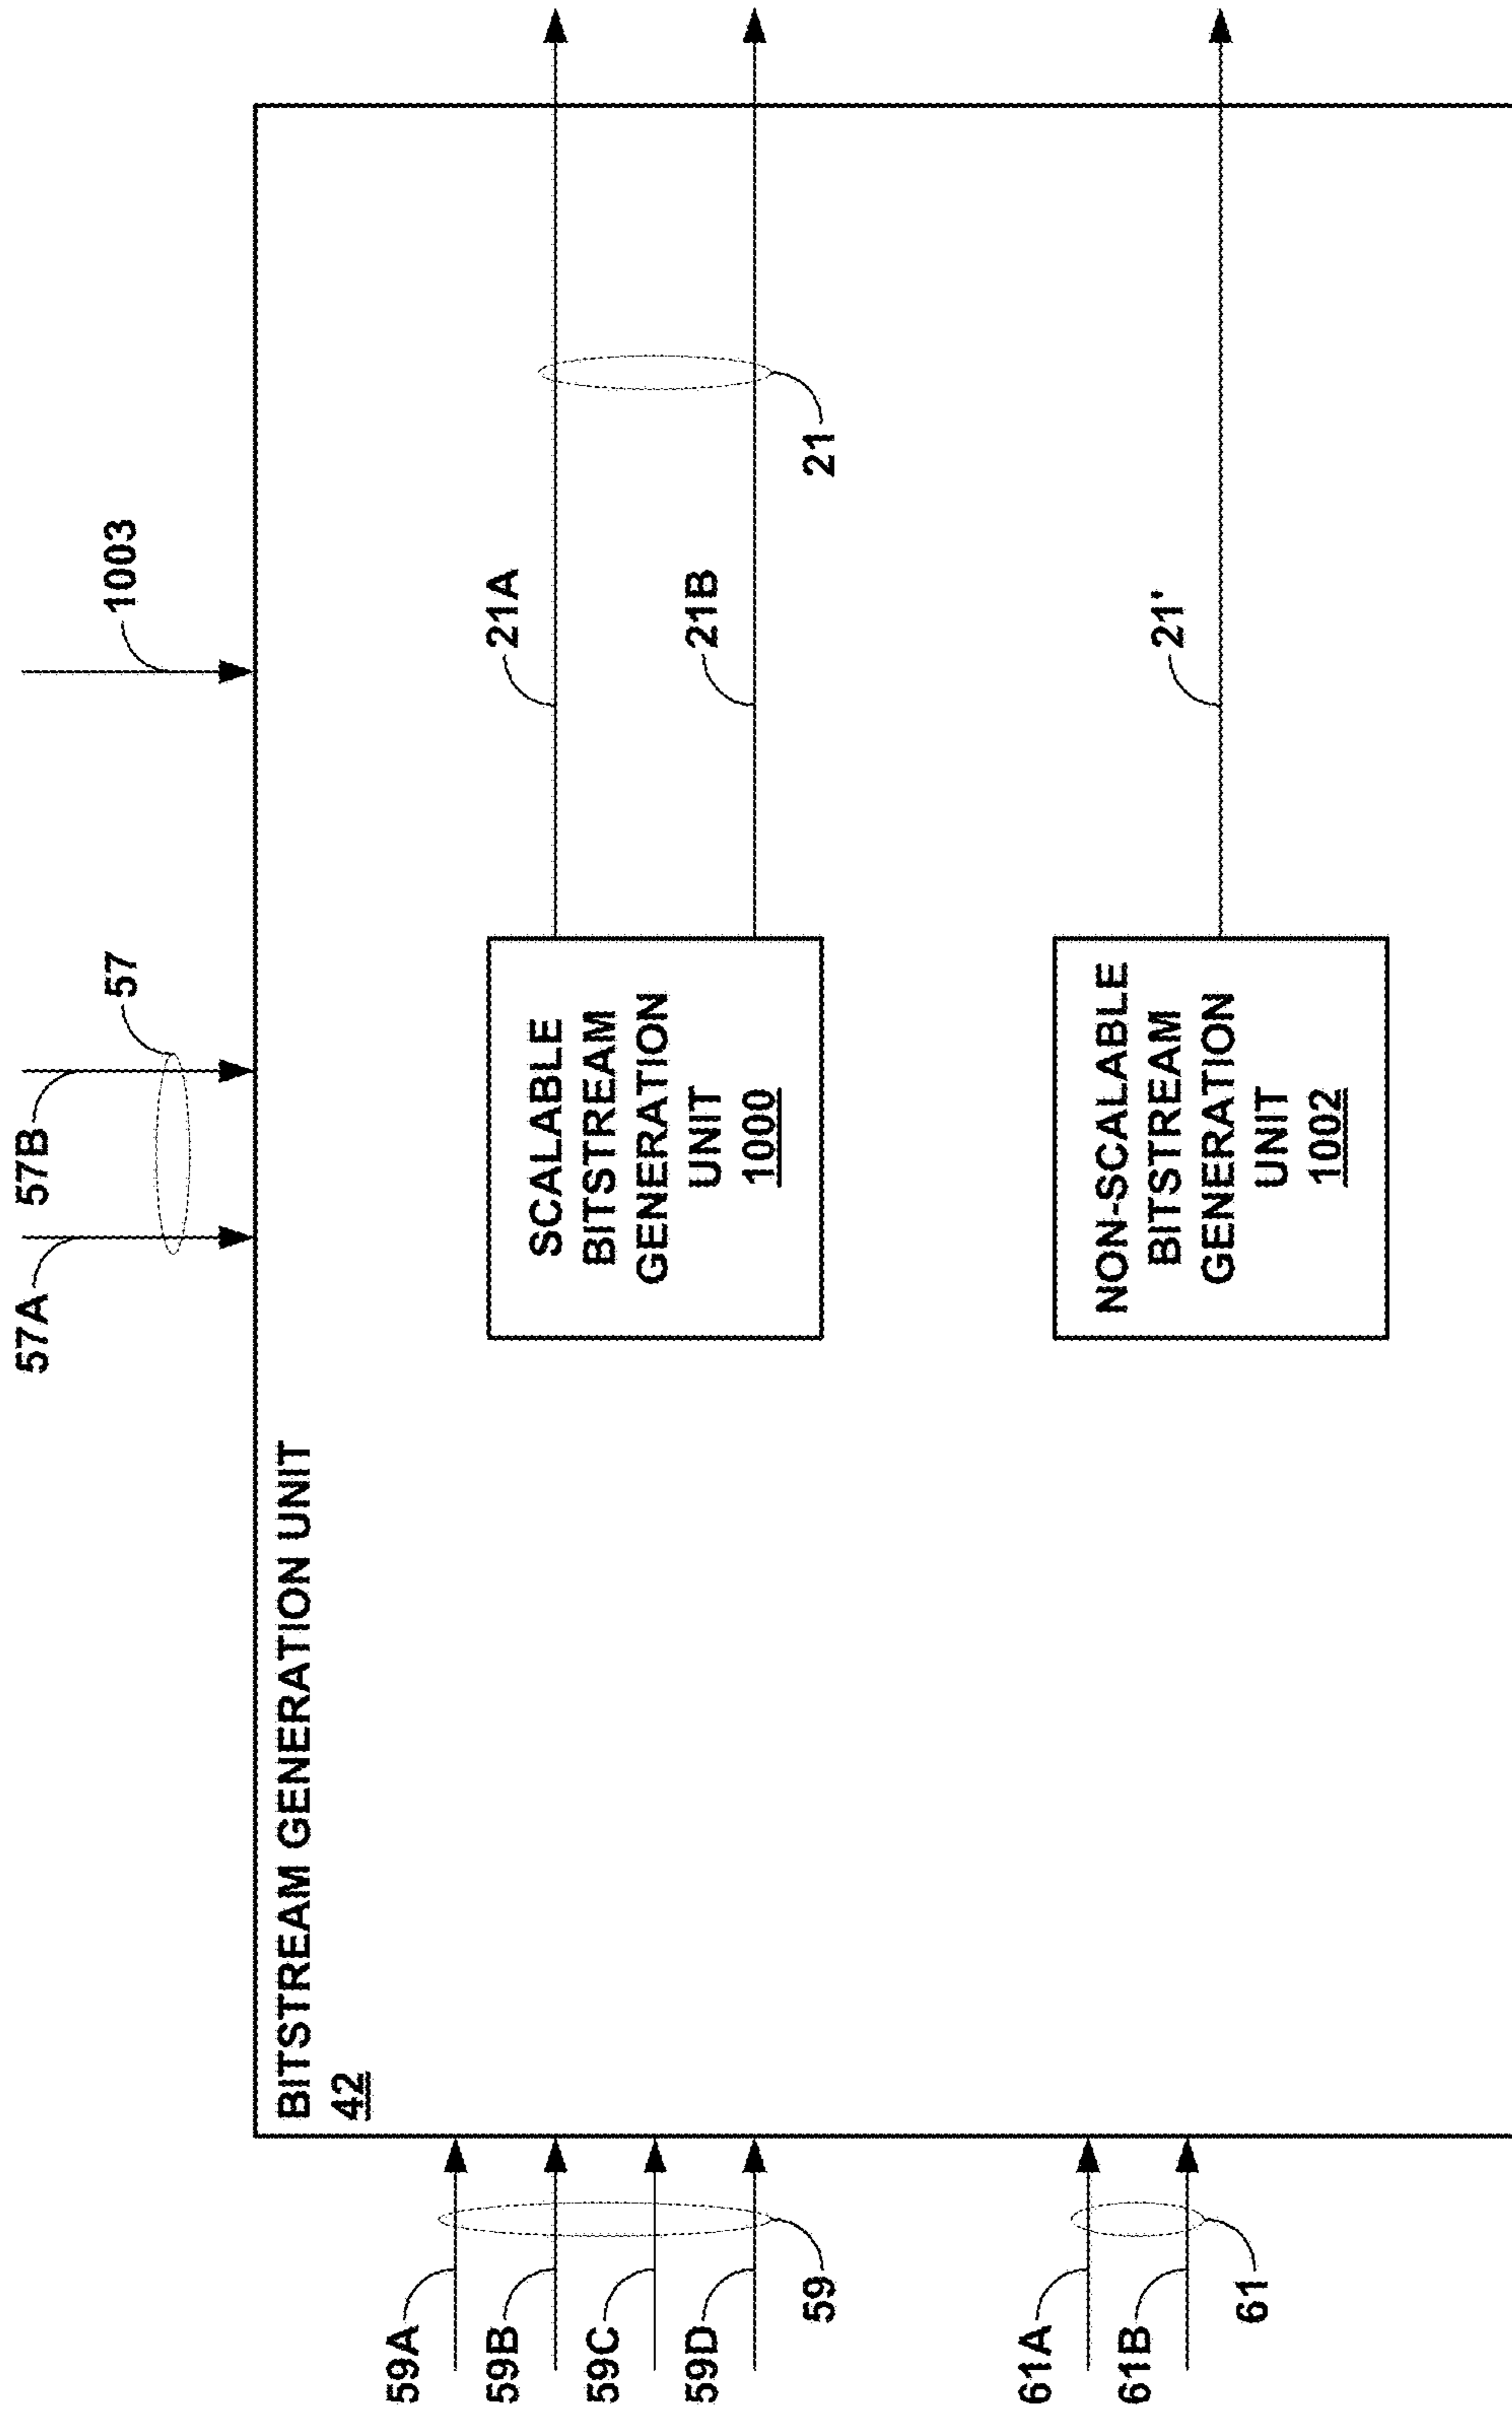 57A
57B
57
1003
BITSTREAM GENERATION UNIT
42
59A
59B
59C
59D
59
21A
21B
21
SCALABLE
BITSTREAM
GENERATION
UNIT
1000
61A
61B
61
21'
NON-SCALABLE
BITSTREAM
GENERATION
UNIT
1002